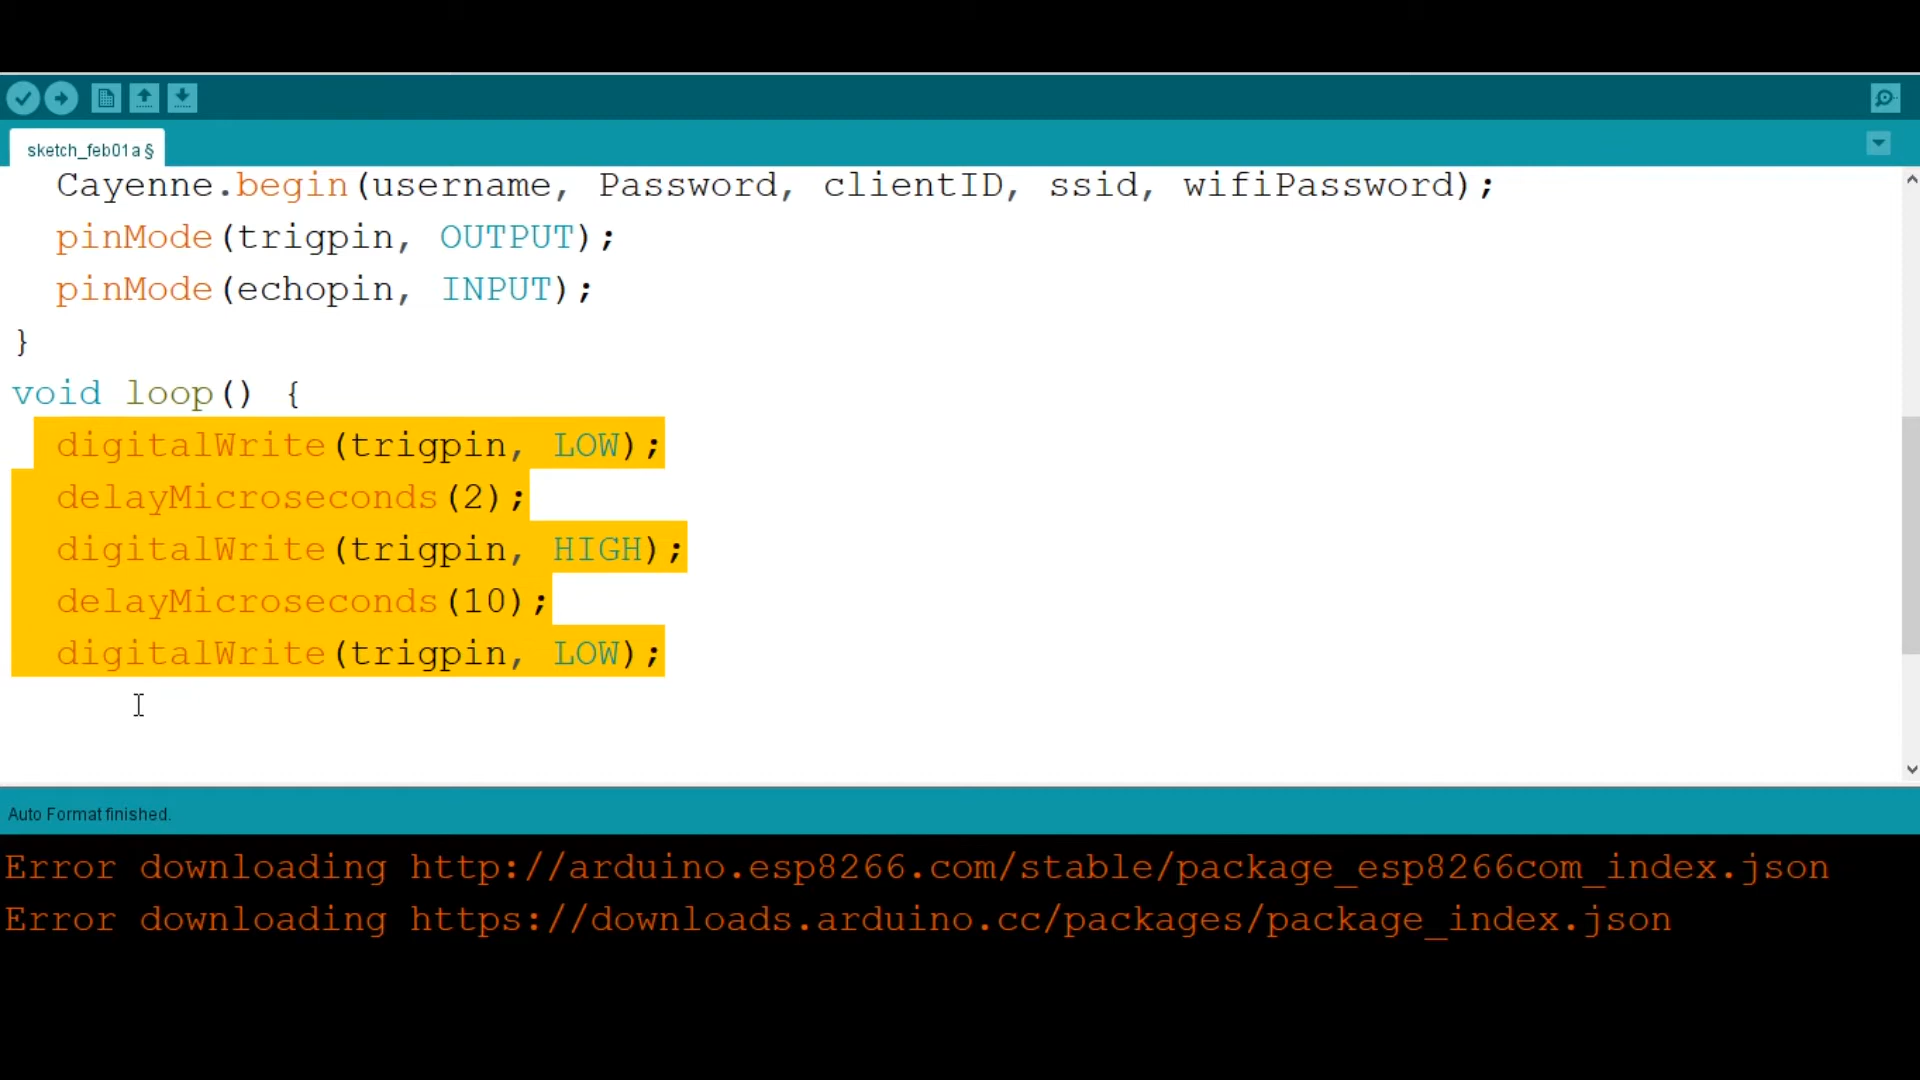 sketch_feb01a §
Cayenne.begin(username, Password, clientID, ssid, wifiPassword);
pinMode(trigpin, OUTPUT);
pinMode(echopin, INPUT);
}
void loop() {
digitalWrite(trigpin, LOW);
delayMicroseconds(2);
digitalWrite(trigpin, HIGH);
delayMicroseconds(10);
digitalWrite(trigpin, LOW);
Auto Format finished.
Error downloading http://arduino.esp8266.com/stable/package_esp8266com_index.json
Error downloading https://downloads.arduino.cc/packages/package_index.json